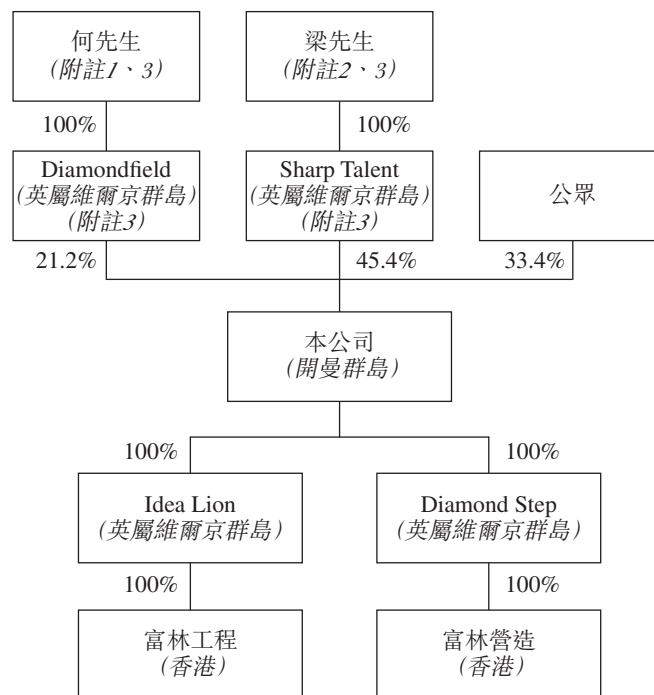 何先生
(附註1、3)
梁先生
(附註2、3)
100%
100%
Diamondfield
(英屬維爾京群島)
(附註3)
Sharp Talent
(英屬維爾京群島)
(附註3)
公眾
21.2%
45.4%
33.4%
本公司
(開曼群島)
100%
100%
Idea Lion
(英屬維爾京群島)
Diamond Step
(英屬維爾京群島)
100%
100%
富林工程
(香港)
富林營造
(香港)